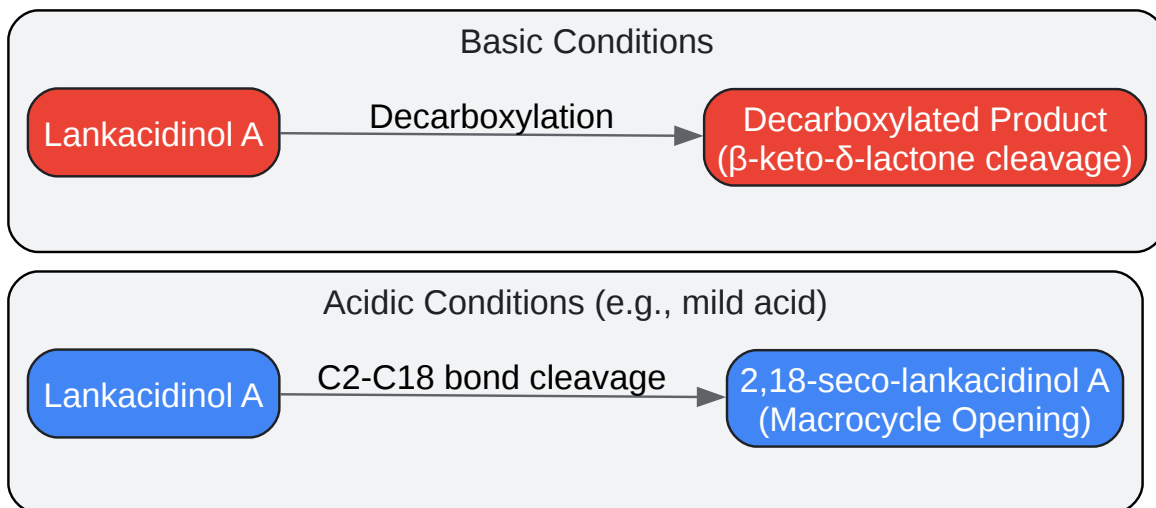 Basic Conditions
Lankacidinol A
Decarboxylation
Decarboxylated Product
(β-keto-δ-lactone cleavage)
Acidic Conditions (e.g., mild acid)
Lankacidinol A
C2-C18 bond cleavage
2,18-seco-lankacidinol A
(Macrocycle Opening)